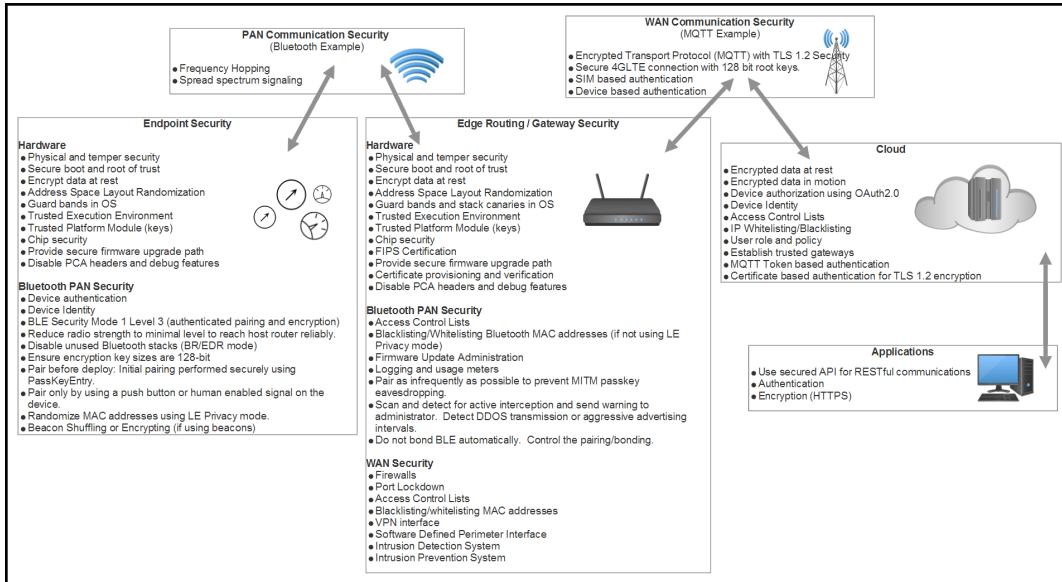 PAN Communication Security
(Bluetooth Example)
● Frequency Hopping
● Spread spectrum signaling
WAN Communication Security
(MQTT Example)
● Encrypted Transport Protocol (MQTT) with TLS 1.2 Security
● Secure 4GLTE connection with 128 bit root keys.
● SIM based authentication
● Device based authentication
Endpoint Security
Hardware
● Physical and temper security
● Secure boot and root of trust
● Encrypt data at rest
● Address Space Layout Randomization
● Guard bands in OS
● Trusted Execution Environment
● Trusted Platform Module (keys)
● Chip security
● Provide secure firmware upgrade path
● Disable PCA headers and debug features
Bluetooth PAN Security
● Device authentication
● Device Identity
● BLE Security Mode 1 Level 3 (authenticated pairing and encryption)
● Reduce radio strength to minimal level to reach host router reliably.
● Disable unused Bluetooth stacks (BR/EDR mode)
● Ensure encryption key sizes are 128-bit
● Pair before deploy: Initial pairing performed securely using
PassKeyEntry.
● Pair only by using a push button or human enabled signal on the
device.
● Randomize MAC addresses using LE Privacy mode.
● Beacon Shuffling or Encrypting (if using beacons)
Edge Routing / Gateway Security
Hardware
● Physical and temper security
● Secure boot and root of trust
● Encrypt data at rest
● Address Space Layout Randomization
● Guard bands and stack canaries in OS
● Trusted Execution Environment
● Trusted Platform Module (keys)
● Chip security
● FIPS Certification
● Provide secure firmware upgrade path
● Certificate provisioning and verification
● Disable PCA headers and debug features
Bluetooth PAN Security
● Access Control Lists
● Blacklisting/Whitelisting Bluetooth MAC addresses (if not using LE
Privacy mode)
● Firmware Update Administration
● Logging and usage meters
● Pair as infrequently as possible to prevent MITM passkey
eavesdropping.
● Scan and detect for active interception and send warning to
administrator. Detect DDOS transmission or aggressive advertising
intervals.
● Do not bond BLE automatically. Control the pairing/bonding.
WAN Security
● Firewalls
● Port Lockdown
● Access Control Lists
● Blacklisting/whitelisting MAC addresses
● VPN interface
● Software Defined Perimeter Interface
● Intrusion Detection System
● Intrusion Prevention System
Cloud
● Encrypted data at rest
● Encrypted data in motion
● Device authorization using OAuth2.0
● Device Identity
● Access Control Lists
● IP Whitelisting/Blacklisting
● User role and policy
● Establish trusted gateways
● MQTT Token based authentication
● Certificate based authentication for TLS 1.2 encryption
Applications
● Use secured API for RESTful communications
● Authentication
● Encryption (HTTPS)